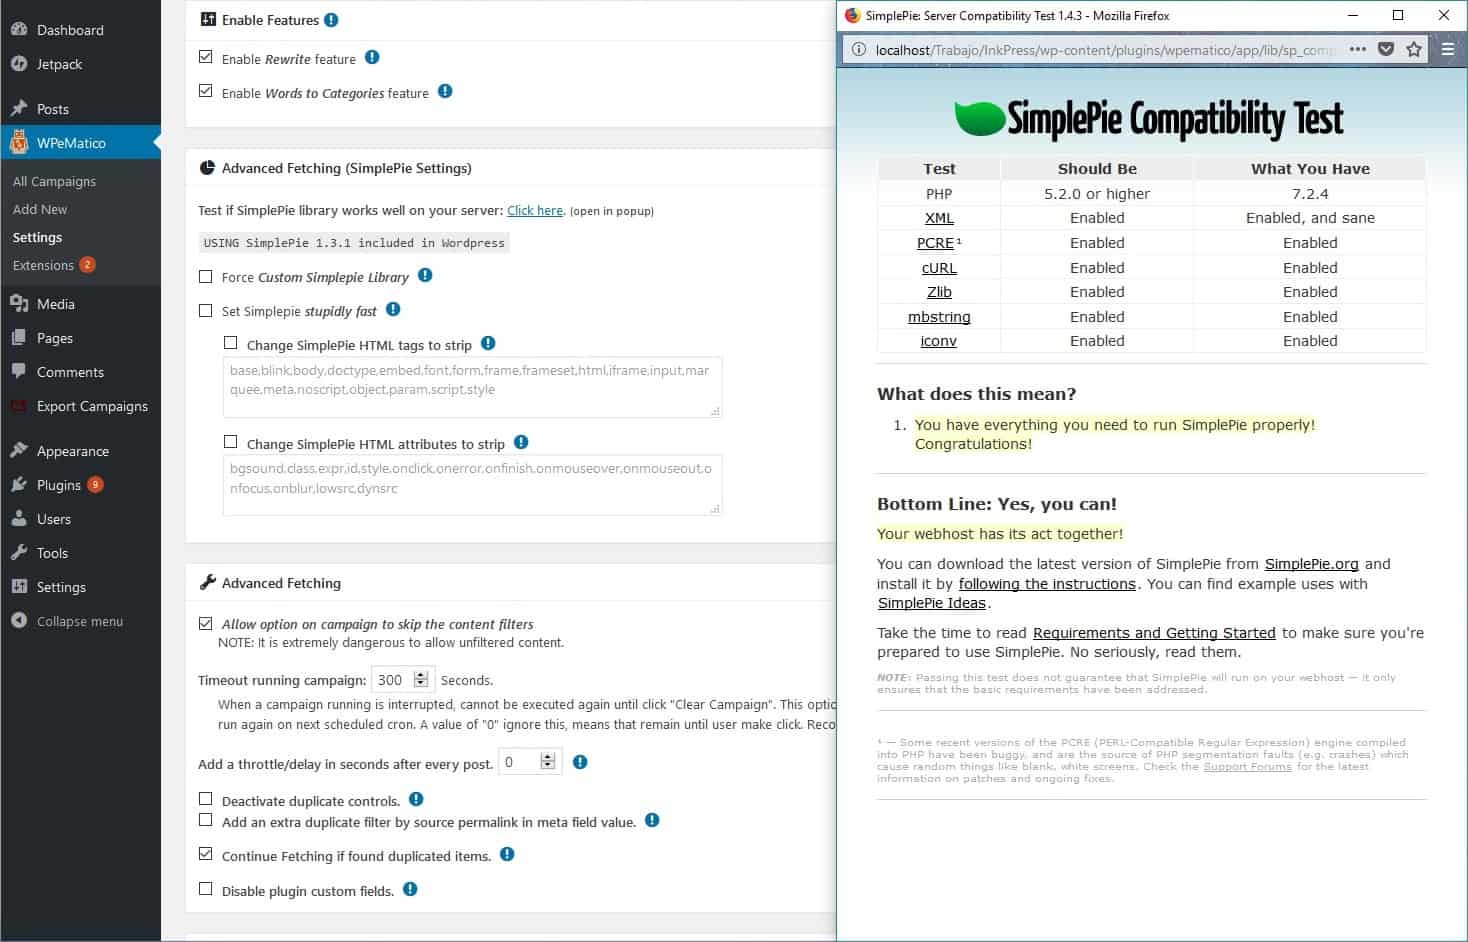 Dashboard
Jetpack
Posts
WPeMatico
All Campaigns
Add New
Settings
Extensions 2
Media
Pages
Comments
Export Campaigns
Appearance
Plugins 9
Users
Tools
Settings
Collapse menu
Enable Features
Enable Rewrite feature
Enable Words to Categories feature
Advanced Fetching (SimplePie Settings)
Test if SimplePie library works well on your server: Click here. (open in popup)
USING SimplePie 1.3.1 included in Wordpress
Force Custom Simplepie Library
Set Simplepie stupidly fast
Change SimplePie HTML tags to strip
base,blink,body,doctype,embed,font,form,frame,frameset,html,iframe,input,mar
quee,meta,noscript,object,param,script,style
Change SimplePie HTML attributes to strip
bgsound,class,expr,id,style,onclick,onerror,onfinish,onmouseover,onmouseout,o
nfocus,onblur,lowsrc,dynsrc
Advanced Fetching
Allow option on campaign to skip the content filters
NOTE: It is extremely dangerous to allow unfiltered content.
Timeout running campaign: 300 Seconds.
When a campaign running is interrupted, cannot be executed again until click "Clear Campaign". This optio
run again on next scheduled cron. A value of "0" ignore this, means that remain until user make click. Reco
Add a throttle/delay in seconds after every post. 0
Deactivate duplicate controls.
Add an extra duplicate filter by source permalink in meta field value.
Continue Fetching if found duplicated items.
Disable plugin custom fields.
SimplePie: Server Compatibility Test 1.4.3 - Mozilla Firefox
localhost/Trabajo/InkPress/wp-content/plugins/wpematico/app/lib/sp_comp
SimplePie Compatibility Test
Test Should Be What You Have
PHP 5.2.0 or higher 7.2.4
XML Enabled Enabled, and sane
PCRE¹ Enabled Enabled
cURL Enabled Enabled
Zlib Enabled Enabled
mbstring Enabled Enabled
iconv Enabled Enabled
What does this mean?
1. You have everything you need to run SimplePie properly!
Congratulations!
Bottom Line: Yes, you can!
Your webhost has its act together!
You can download the latest version of SimplePie from SimplePie.org and
install it by following the instructions. You can find example uses with
SimplePie Ideas.
Take the time to read Requirements and Getting Started to make sure you're
prepared to use SimplePie. No seriously, read them.
NOTE: Passing this test does not guarantee that SimplePie will run on your webhost — it only
ensures that the basic requirements have been addressed.
¹ — Some recent versions of the PCRE (PERL-Compatible Regular Expression) engine compiled
into PHP have been buggy, and are the source of PHP segmentation faults (e.g. crashes) which
cause random things like blank, white screens. Check the Support Forums for the latest
information on patches and ongoing fixes.